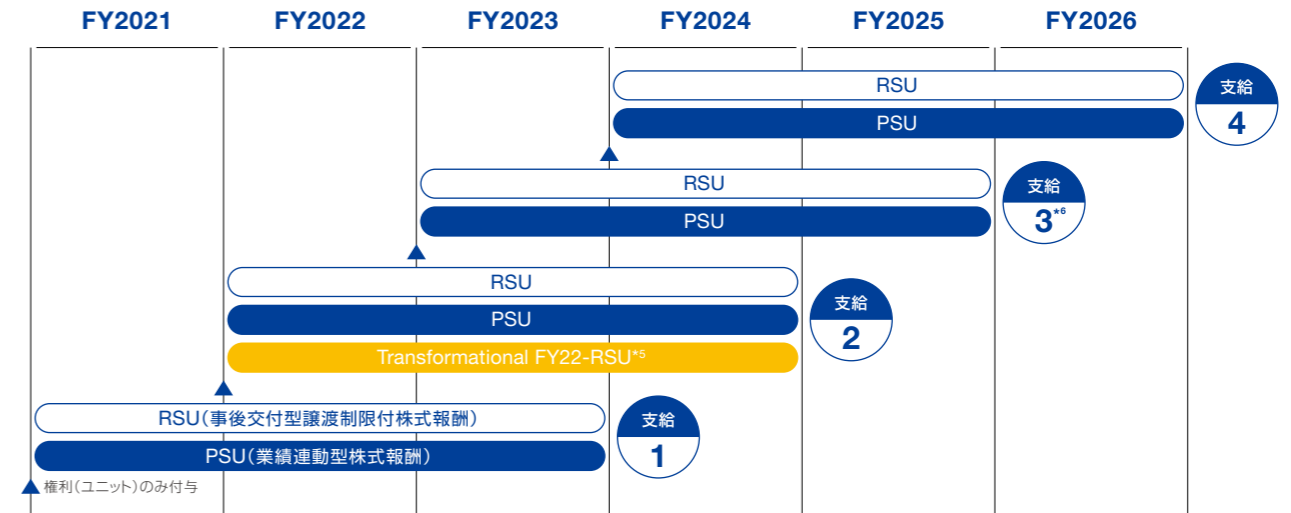 FY2021 FY2022 FY2023 FY2024 FY2025 FY2026
RSU
PSU
支給
4
RSU
PSU
支給
3*6
RSU
PSU
Transformational FY22-RSU*5
支給
2
RSU（事後交付型譲渡制限付株式報酬）
PSU（業績連動型株式報酬）
支給
1
▲権利（ユニット）のみ付与